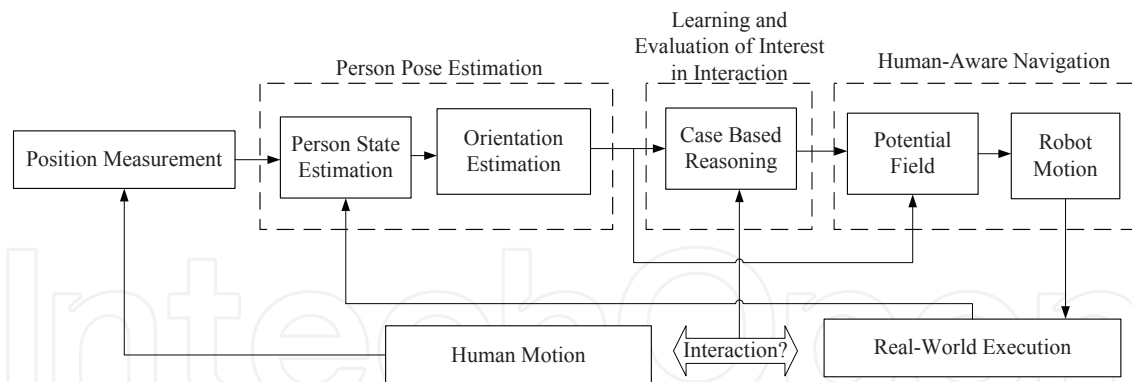 Learning and
Evaluation of Interest
in Interaction
Person Pose Estimation
Human-Aware Navigation
Position Measurement
Person State
Estimation
Orientation
Estimation
Case Based
Reasoning
Potential
Field
Robot
Motion
Human Motion
Interaction?
Real-World Execution
IntechOpen